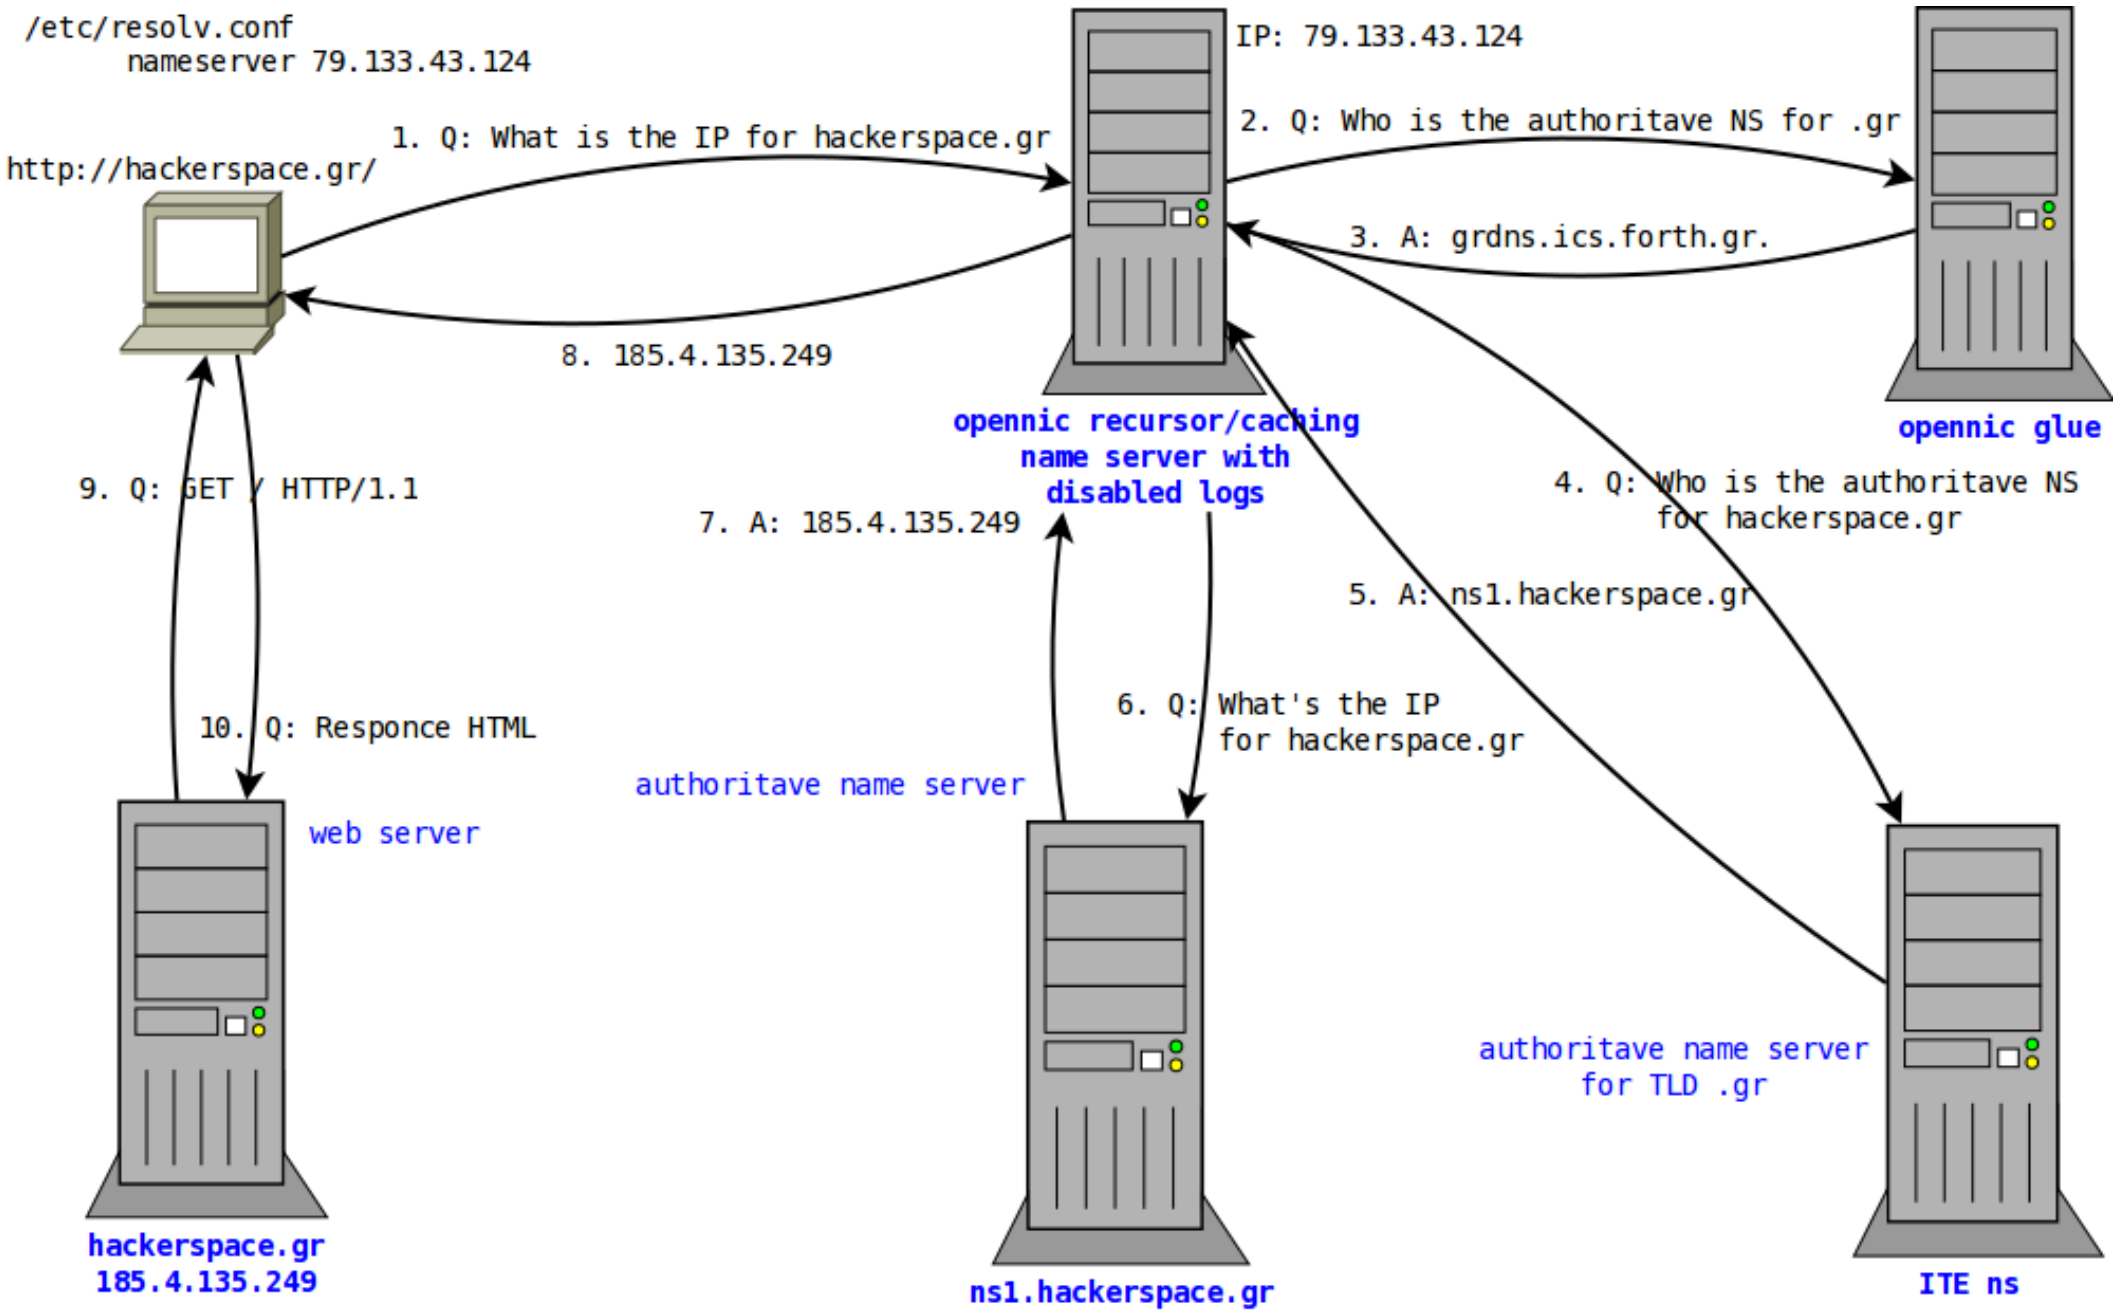 /etc/resolv.conf
nameserver 79.133.43.124
IP: 79.133.43.124
http://hackerspace.gr/
1. Q: What is the IP for hackerspace.gr
2. Q: Who is the authoritave NS for .gr
3. A: grdns.ics.forth.gr.
8. 185.4.135.249
opennic recursor/caching
name server with
disabled logs
opennic glue
4. Q: Who is the authoritave NS
for hackerspace.gr
9. Q: GET / HTTP/1.1
7. A: 185.4.135.249
5. A: ns1.hackerspace.gr
6. Q: What's the IP
for hackerspace.gr
10. Q: Responce HTML
authoritave name server
web server
authoritave name server
for TLD .gr
hackerspace.gr
185.4.135.249
ns1.hackerspace.gr
ITE ns